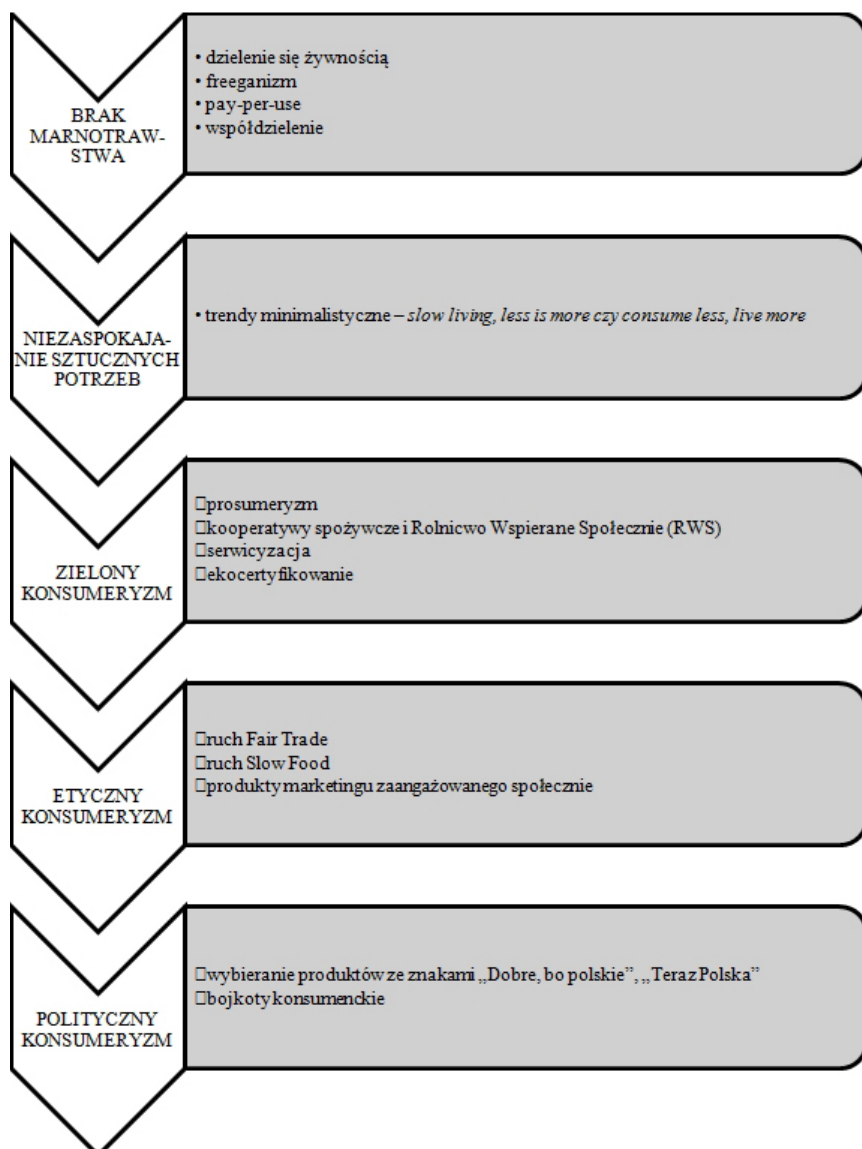 • dzielenie się żywnością
• freeganizm
• pay-per-use
• współdzielenie
BRAK
MARNOTRAW-
STWA
• trendy minimalistyczne – slow living, less is more czy consume less, live more
NIEZASPOKAJA-
NIE SZTUCZNYCH
POTRZEB
□prosumeryzm
□kooperatywy spożywcze i Rolnicwo Wspierane Społecznie (RWS)
□serwicyzacja
□ekocertyfikowanie
ZIELONY
KONSUMERYZM
□ruch Fair Trade
□ruch Slow Food
□produkty marketingu zaangażowanego społecznie
ETYCZNY
KONSUMERYZM
□wybieranie produktów ze znakami „Dobre, bo polskie”, „Teraz Polska”
□bojkoty konsumenckie
POLITYCZNY
KONSUMERYZM